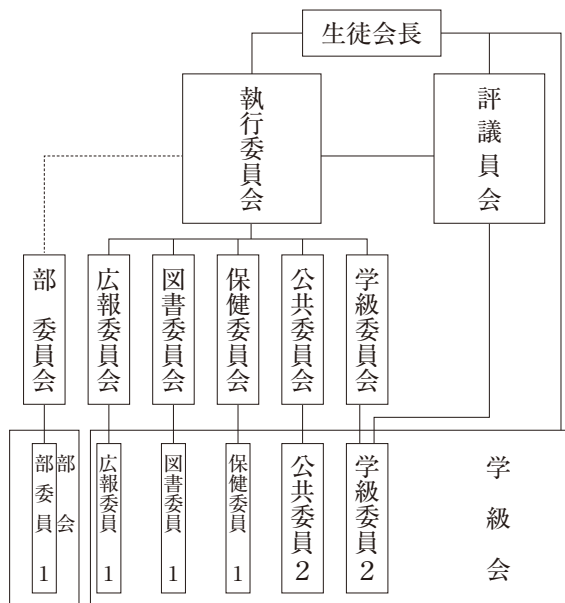 生徒会長
執行委員会
評議員会
部委員会
広報委員会
図書委員会
保健委員会
公共委員会
学級委員会
部委員1
部会
広報委員1
図書委員1
保健委員1
公共委員2
学級委員2
学級会